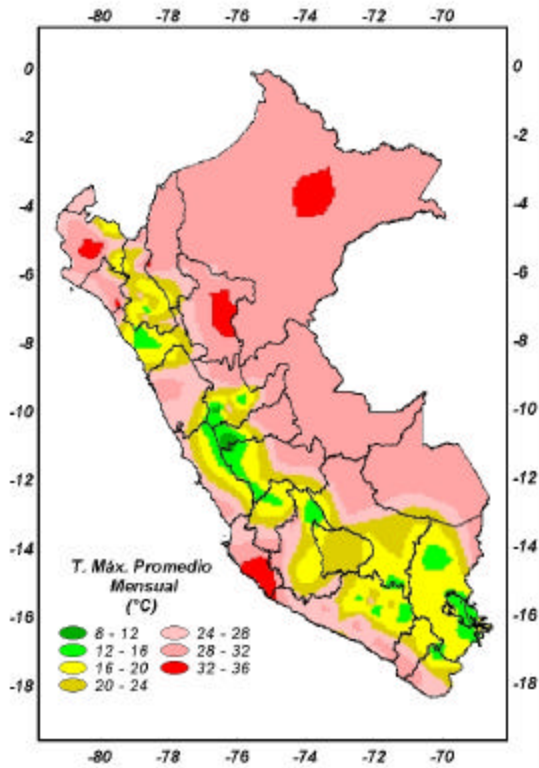 -80 -78 -76 -74 -72 -70
0 0
-2 -2
-4 -4
-6 -6
-8 -8
-10 -10
-12 -12
-14 -14
T. Máx. Promedio
Mensual
(°C)
-16 -16
8 - 12 24 - 28
12 - 16 28 - 32
16 - 20 32 - 36
20 - 24
-18 -18
-80 -78 -76 -74 -72 -70